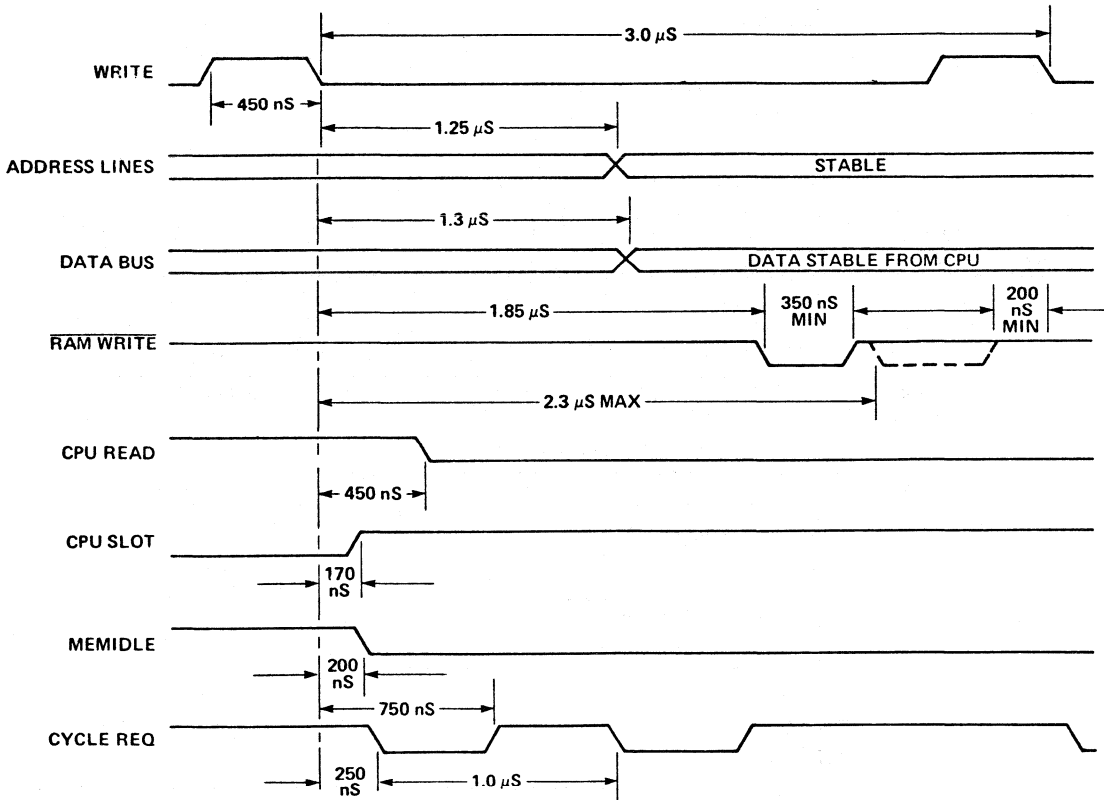 3.0 μS
WRITE
450 nS
1.25 μS
ADDRESS LINES
STABLE
1.3 μS
DATA BUS
DATA STABLE FROM CPU
1.85 μS
350 nS
MIN
200
nS
MIN
RAM WRITE
2.3 μS MAX
CPU READ
450 nS
CPU SLOT
170
nS
MEMIDLE
200
nS
750 nS
CYCLE REQ
250
nS
1.0 μS